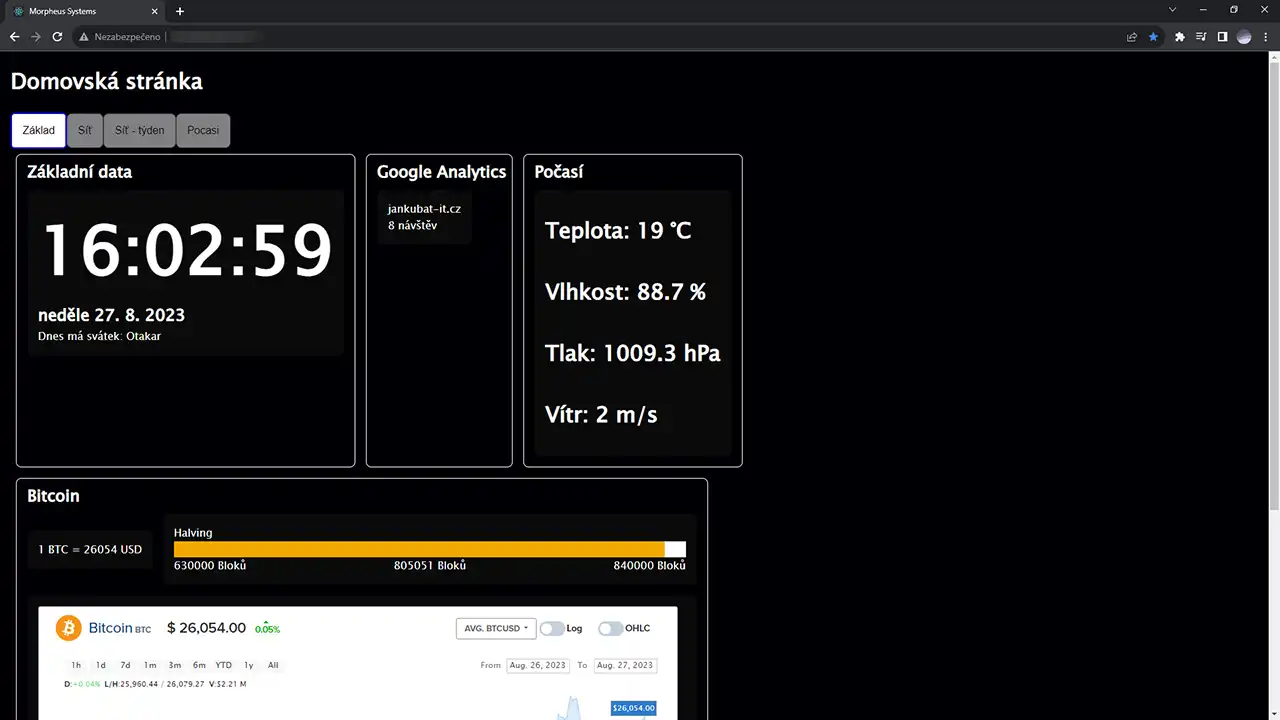 Morpheus Systems
Nezabezpečeno
Domovská stránka
Základ Síť Síť - týden Pocasi
Základní data
16:02:59
neděle 27. 8. 2023
Dnes má svátek: Otakar
Google Analytics
jankubat-it.cz
8 návštěv
Počasí
Teplota: 19 °C
Vlhkost: 88.7 %
Tlak: 1009.3 hPa
Vítr: 2 m/s
Bitcoin
1 BTC = 26054 USD
Halving
630000 Bloků 805051 Bloků 840000 Bloků
Bitcoin BTC $ 26,054.00 0.05% AVG. BTCUSD Log OHLC
1h 1d 7d 1m 3m 6m YTD 1y All From Aug. 26, 2023 To Aug. 27, 2023
D:+0.04% L/H:25,960.44 / 26,079.27 V:$2.21 M
$26,054.00